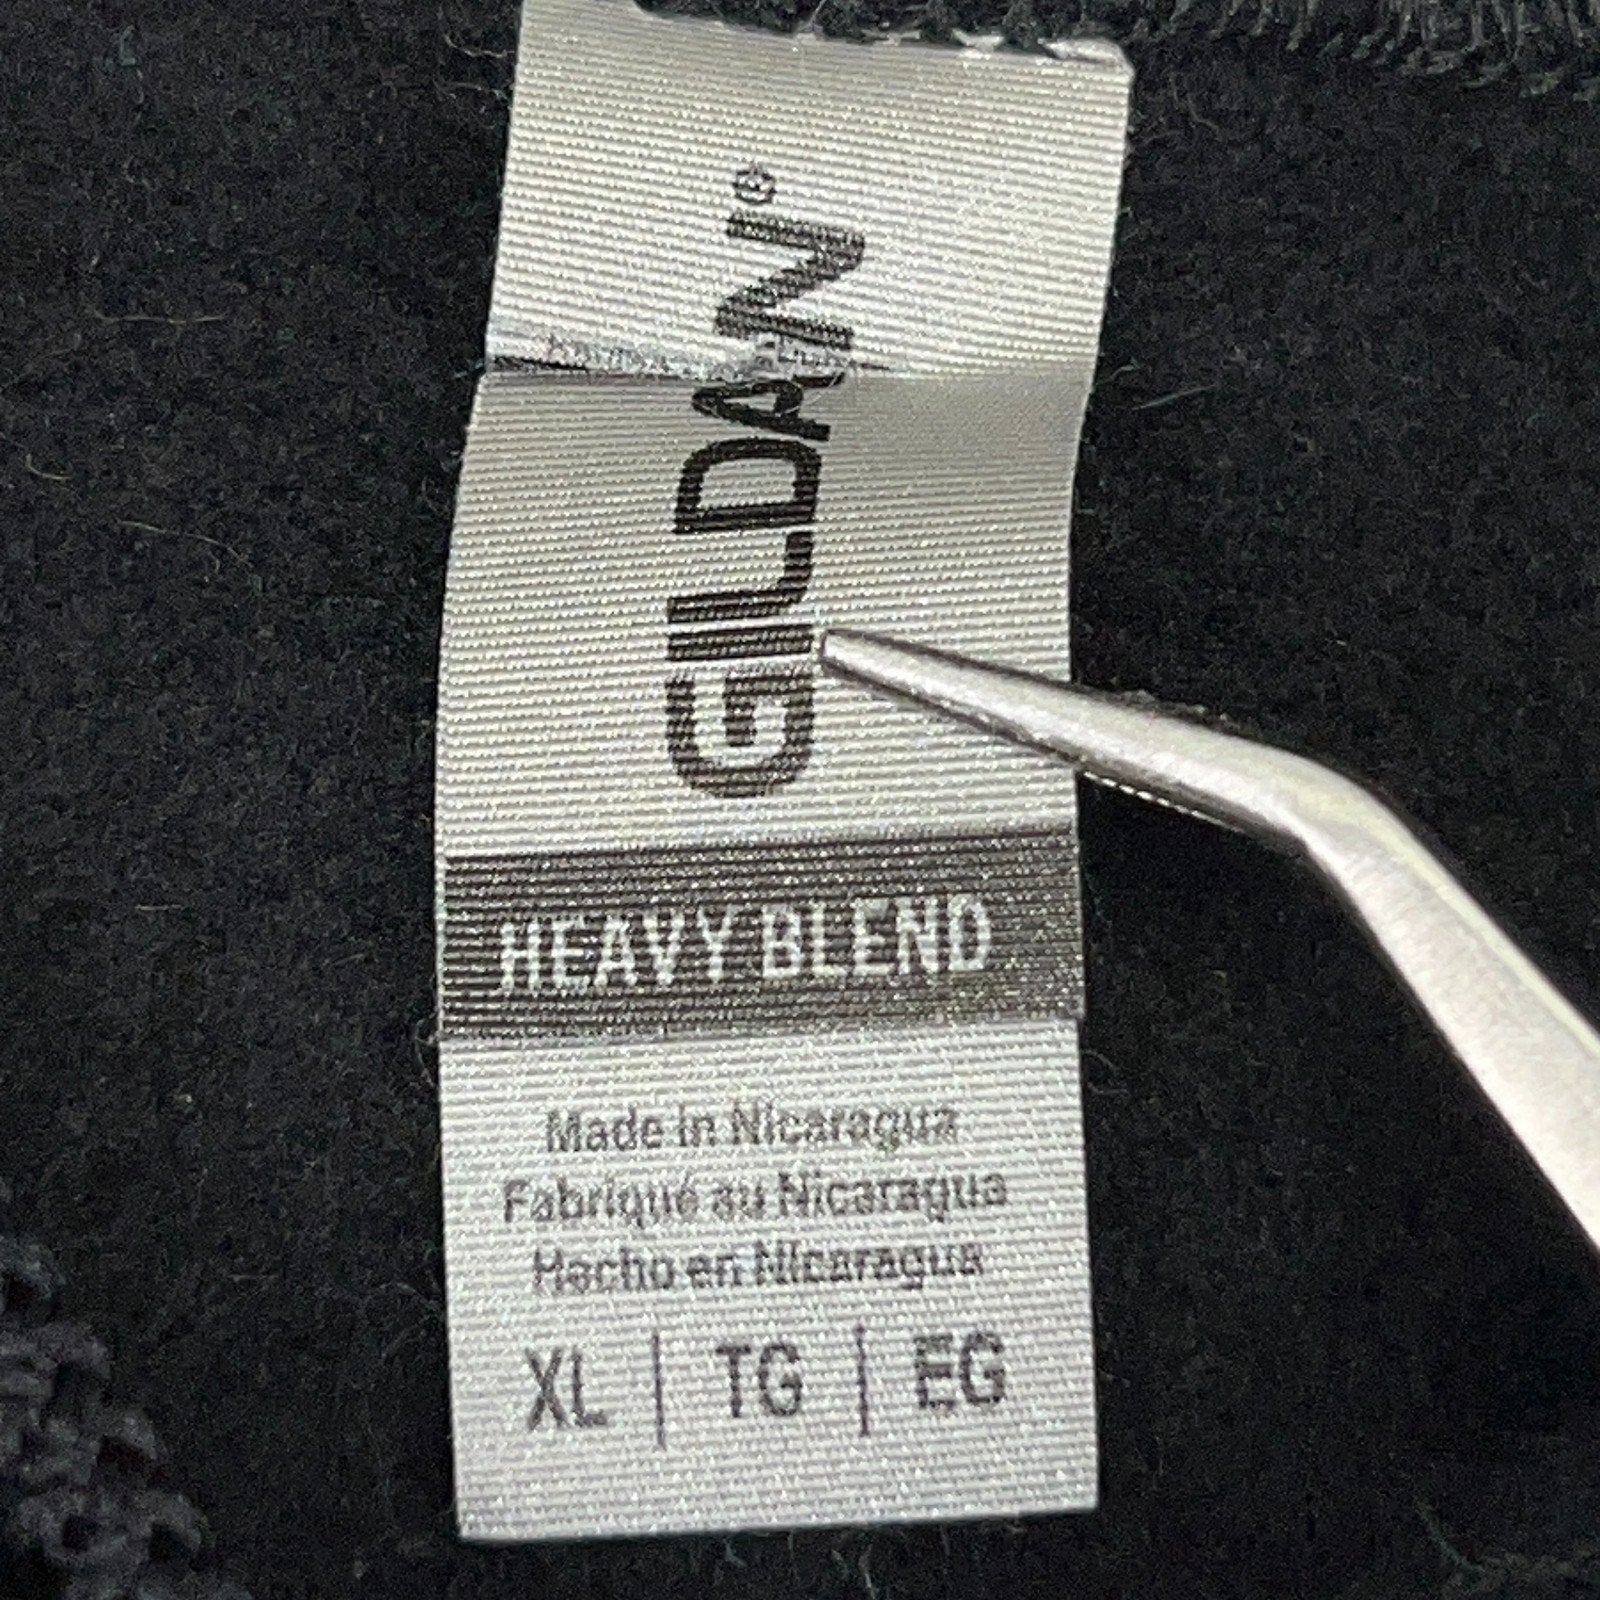 GILDAN®
HEAVY BLEND
Made in Nicaragua
Fabriqué au Nicaragua
Hecho en Nicaragua
XL | TG | EG